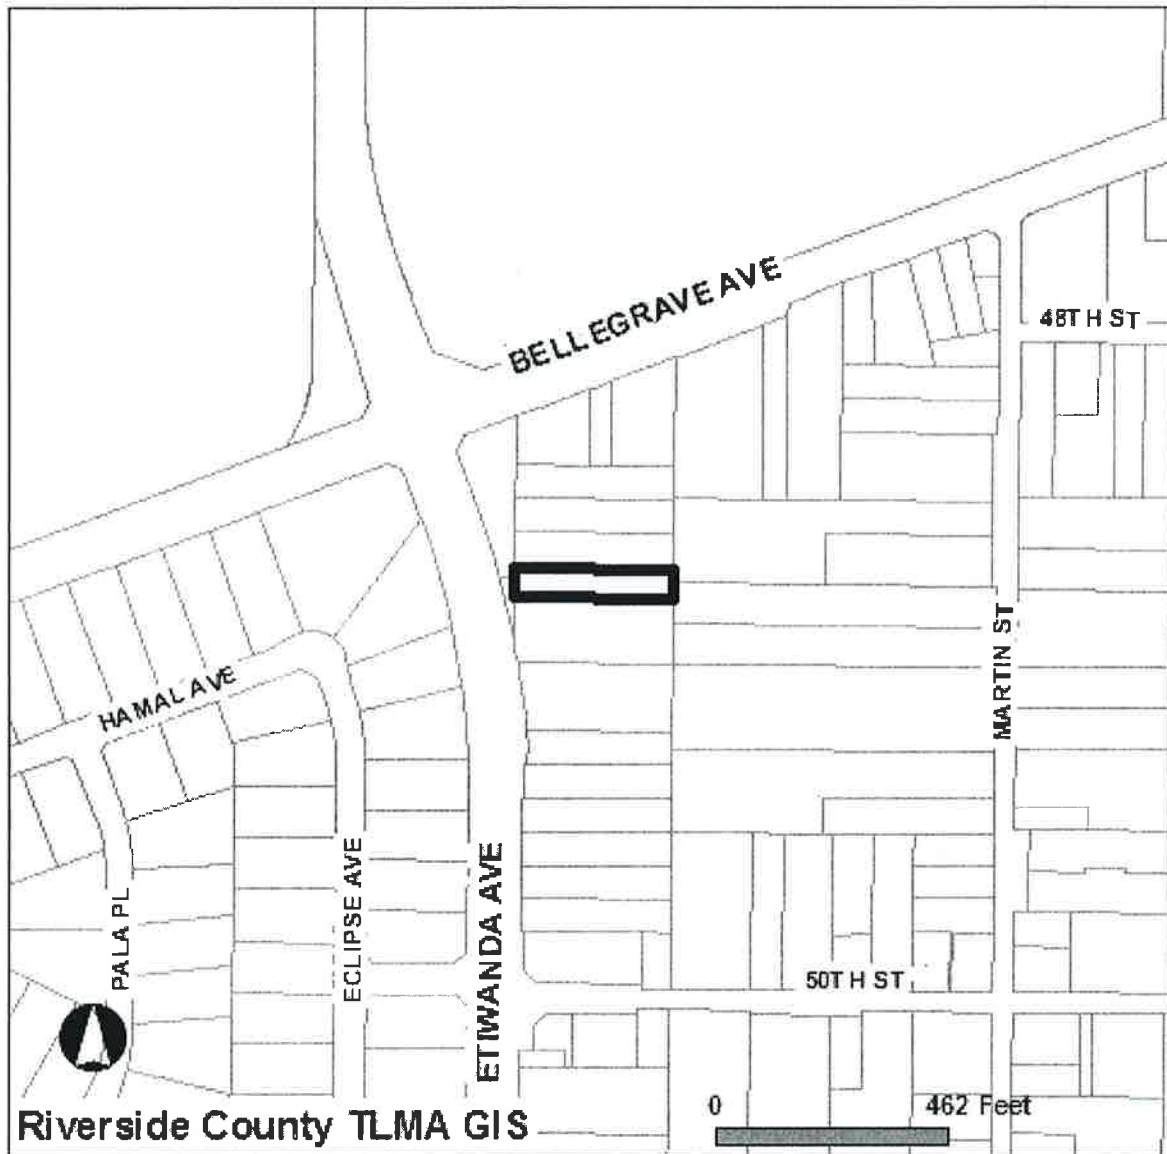 BELLEGRAVE AVE
48TH ST
MARTIN ST
HAMAL AVE
PALA PL
ECLIPSE AVE
ETIWANDA AVE
50TH ST
Riverside County TLMA GIS
0 462 Feet